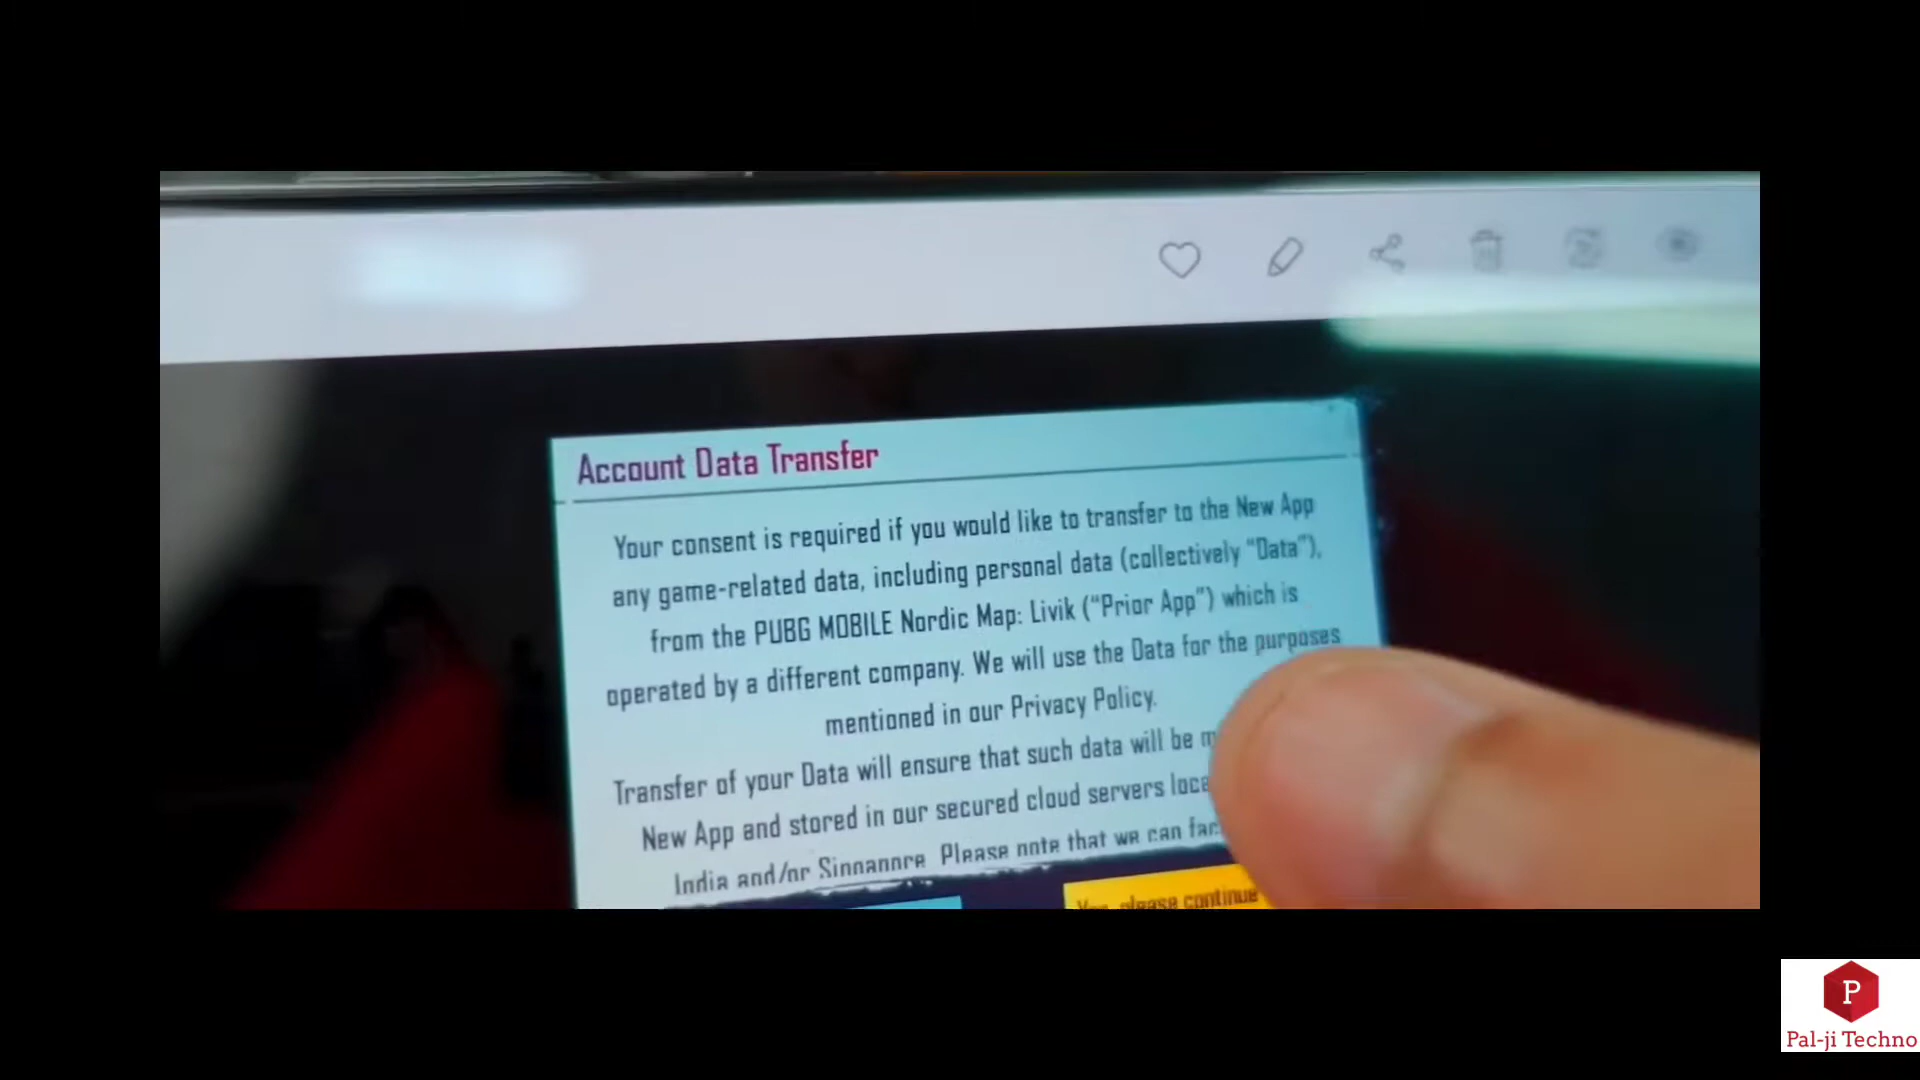 Account Data Transfer
Your consent is required if you would like to transfer to the New App
any game-related data, including personal data (collectively “Data”),
from the PUBG MOBILE Nordic Map: Livik (“Prior App”) which is
operated by a different company. We will use the Data for the purposes
mentioned in our Privacy Policy.
Transfer of your Data will ensure that such data will be
New App and stored in our secured cloud servers
India and/or Singapore. Please note that we can
please continue
P
Pal-ji Techno